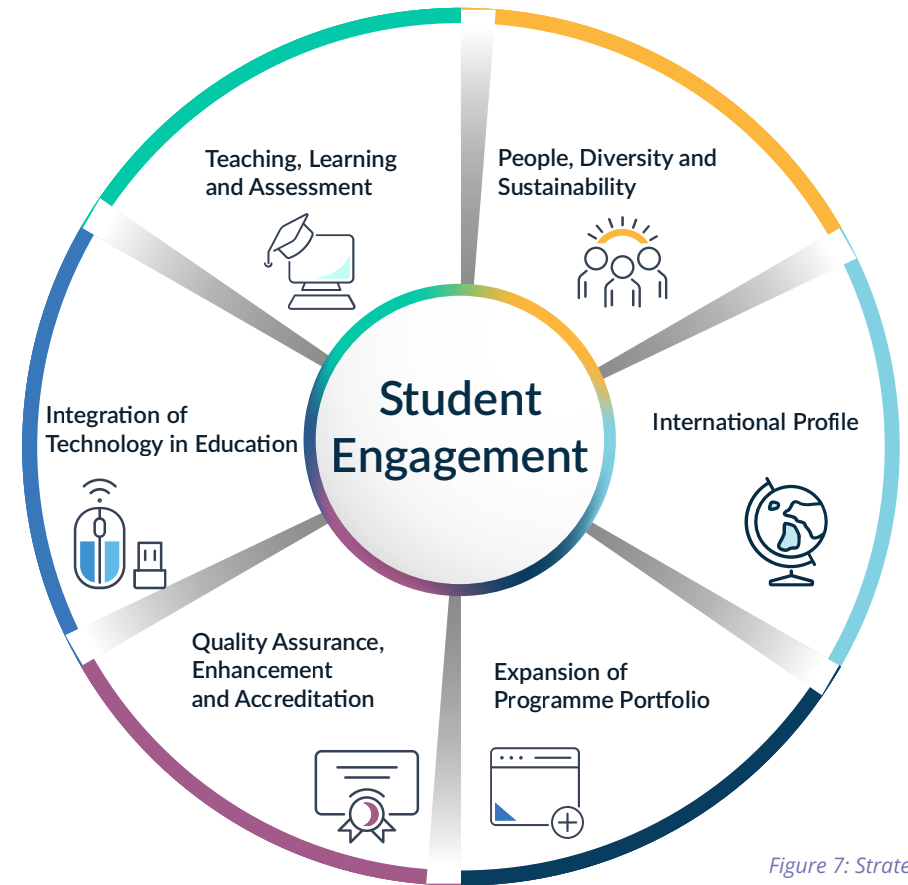 Teaching, Learning
and Assessment
People, Diversity and
Sustainability
Student
Engagement
Integration of
Technology in Education
International Profile
Quality Assurance,
Enhancement
and Accreditation
Expansion of
Programme Portfolio
Figure 7: Strate